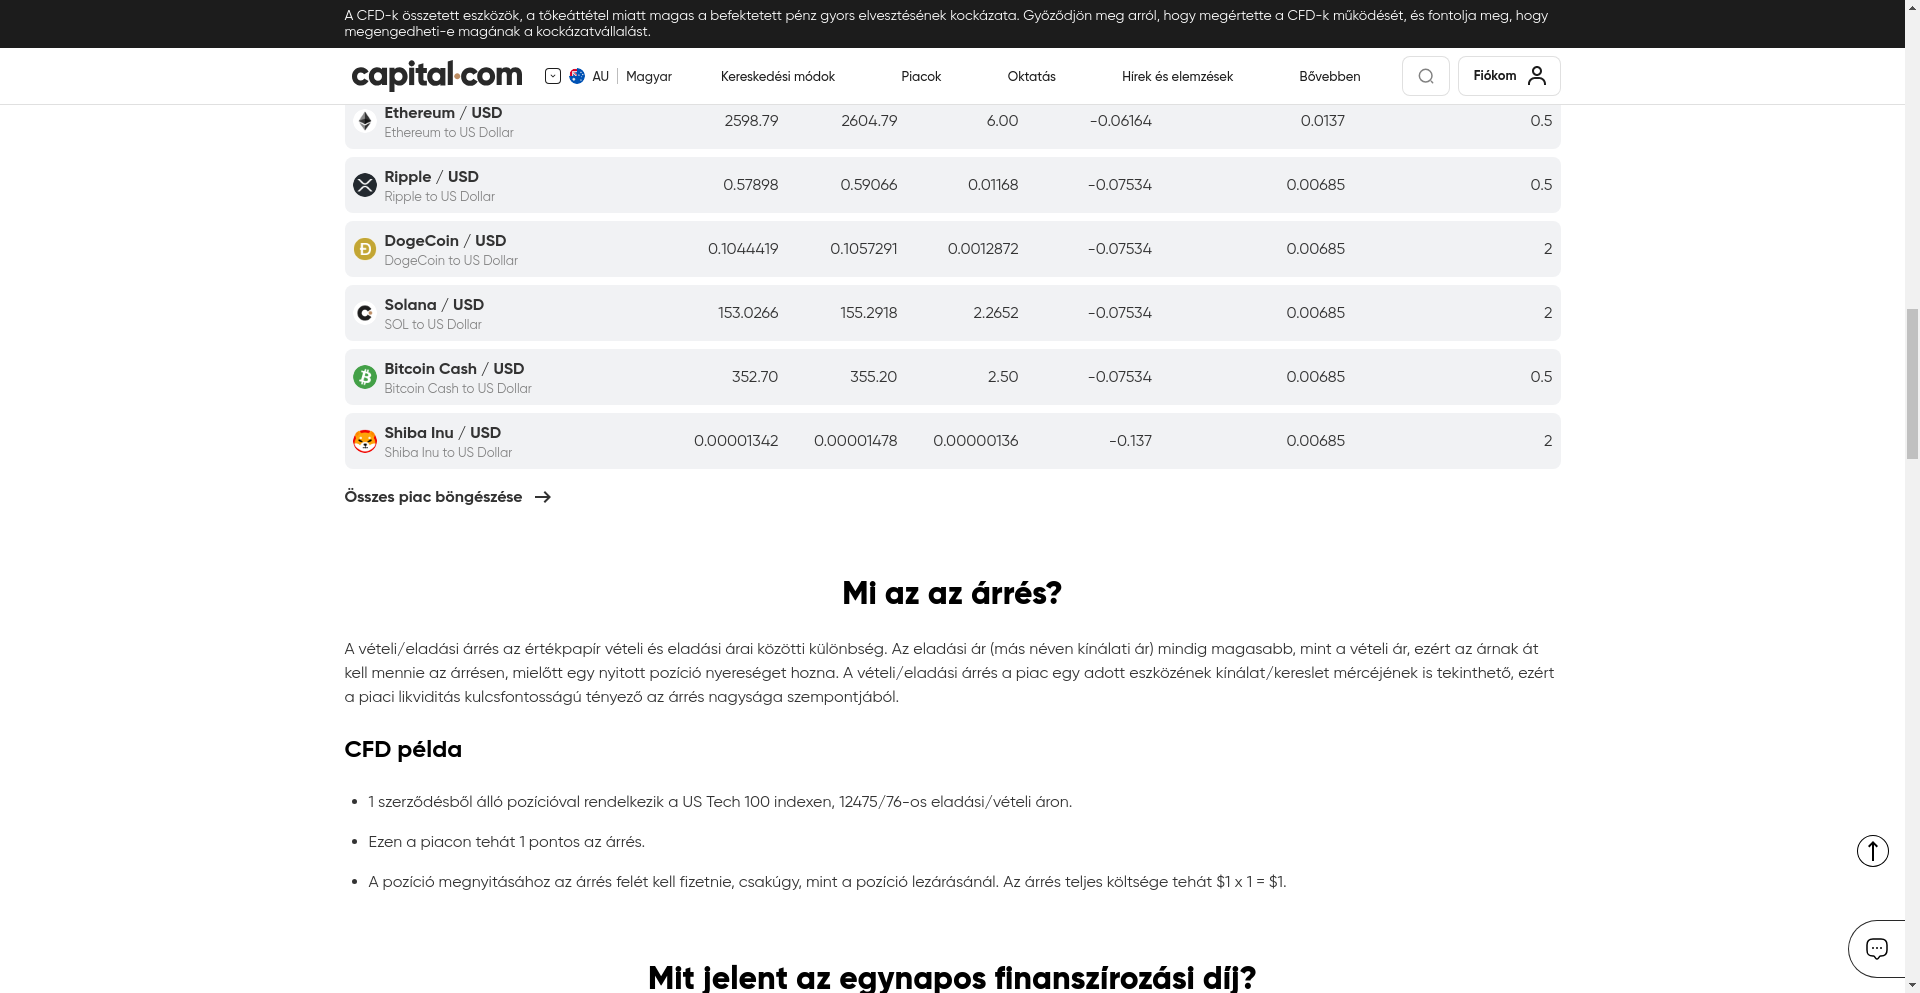 A CFD-k összetett eszközök, a tőkeáttétel miatt magas a befektetett pénz gyors elvesztésének kockázata. Győződjön meg arról, hogy megértette a CFD-k működését, és fontolja meg, hogy
megengedheti-e magának a kockázatvállalást.
capital.com AU Magyar Kereskedési módok Piacok Oktatás Hírek és elemzések Bővebben Fiókom
Ethereum / USD 2598.79 2604.79 6.00 -0.06164 0.0137 0.5
Ethereum to US Dollar
Ripple / USD 0.57898 0.59066 0.01168 -0.07534 0.00685 0.5
Ripple to US Dollar
DogeCoin / USD 0.1044419 0.1057291 0.0012872 -0.07534 0.00685 2
DogeCoin to US Dollar
Solana / USD 153.0266 155.2918 2.2652 -0.07534 0.00685 2
SOL to US Dollar
Bitcoin Cash / USD 352.70 355.20 2.50 -0.07534 0.00685 0.5
Bitcoin Cash to US Dollar
Shiba Inu / USD 0.00001342 0.00001478 0.00000136 -0.137 0.00685 2
Shiba Inu to US Dollar
Összes piac böngészése
Mi az az árrés?
A vételi/eladási árrés az értékpapír vételi és eladási árai közötti különbség. Az eladási ár (más néven kínálati ár) mindig magasabb, mint a vételi ár, ezért az árnak át
kell mennie az árrésen, mielőtt egy nyitott pozíció nyereséget hozna. A vételi/eladási árrés a piac egy adott eszközének kínálat/kereslet mércéjének is tekinthető, ezért
a piaci likviditás kulcsfontosságú tényező az árrés nagysága szempontjából.
CFD példa
• 1 szerződésből álló pozícióval rendelkezik a US Tech 100 indexen, 12475/76-os eladási/vételi áron.
• Ezen a piacon tehát 1 pontos az árrés.
• A pozíció megnyitásához az árrés felét kell fizetnie, csakúgy, mint a pozíció lezárásánál. Az árrés teljes költsége tehát $1 x 1 = $1.
Mit jelent az egynapos finanszírozási díj?